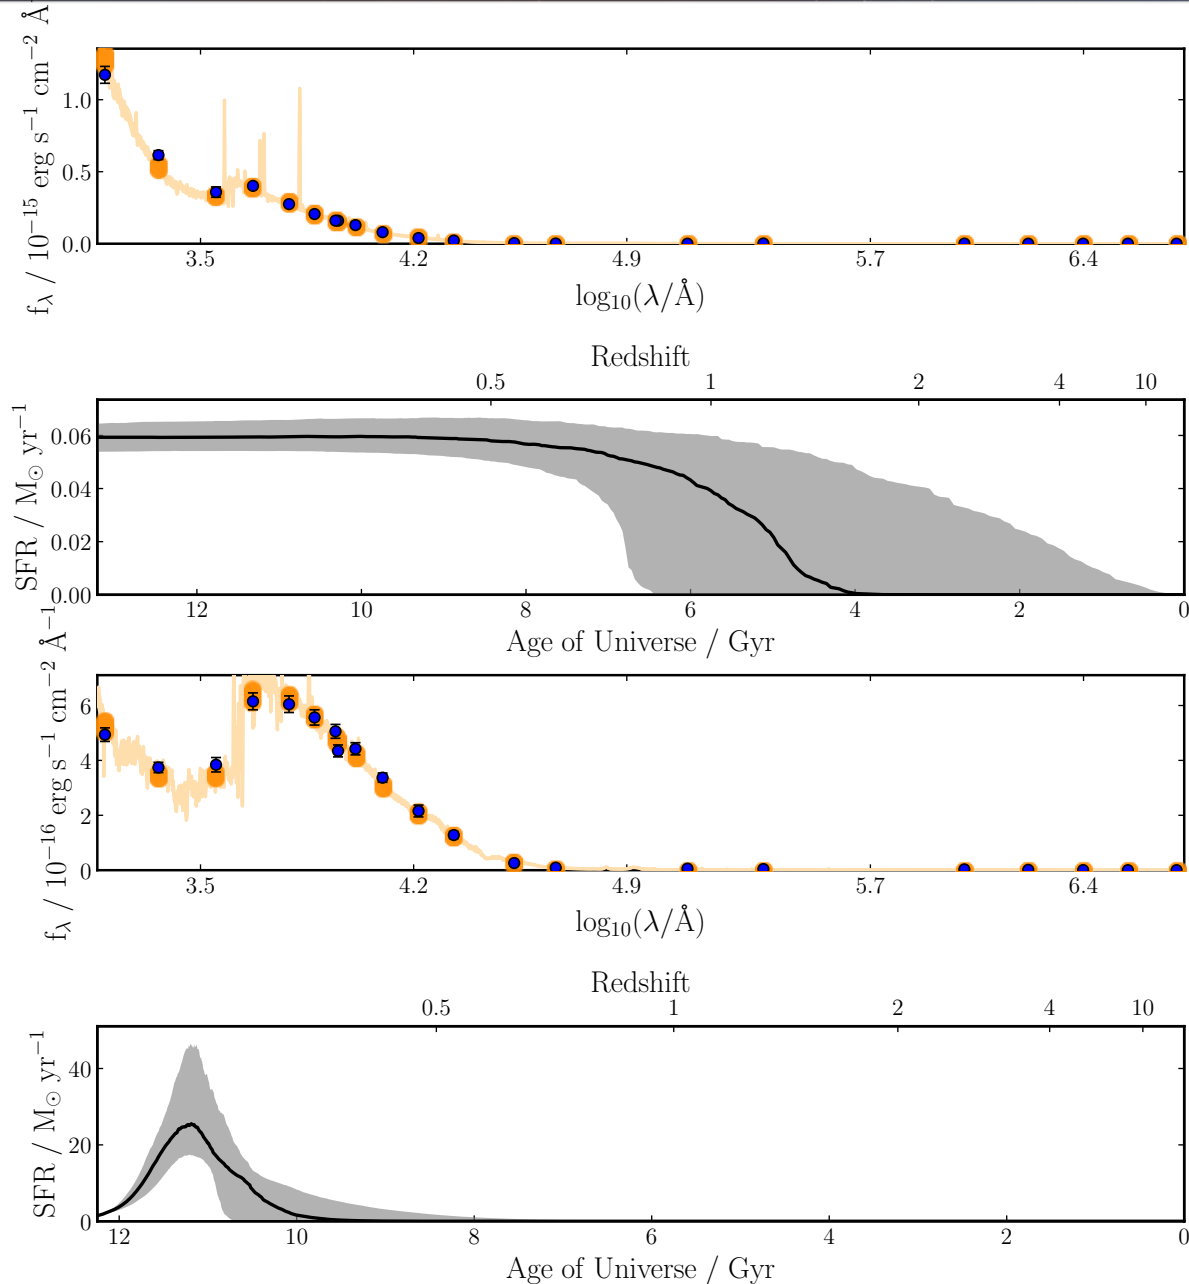 f_λ / 10^−15 erg s^−1 cm^−2 Å
1.0
0.5
0.0
3.5 4.2 4.9 5.7 6.4
log_10(λ/Å)
Redshift
0.5 1 2 4 10
SFR / M_⊙ yr^−1
0.06
0.04
0.02
0.00
12 10 8 6 4 2 0
Age of Universe / Gyr
f_λ / 10^−16 erg s^−1 cm^−2 Å^−1
6
4
2
0
3.5 4.2 4.9 5.7 6.4
log_10(λ/Å)
Redshift
0.5 1 2 4 10
SFR / M_⊙ yr^−1
40
20
0
12 10 8 6 4 2 0
Age of Universe / Gyr